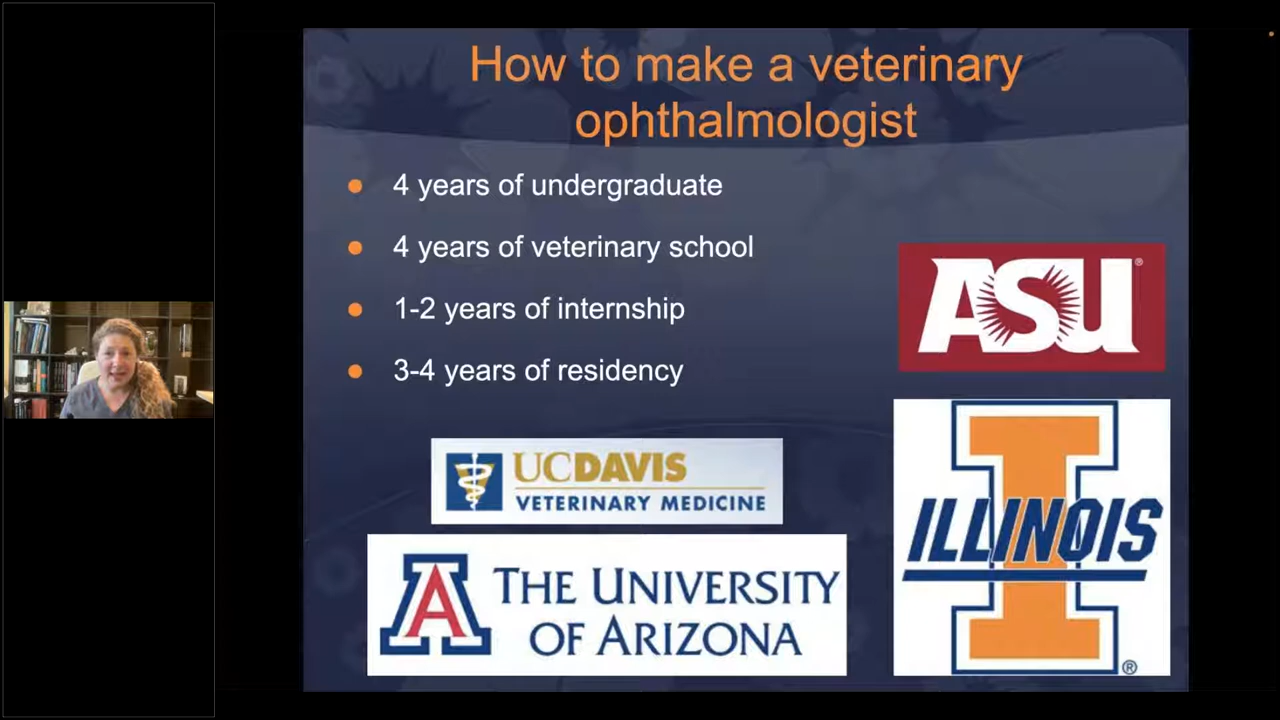 How to make a veterinary
ophthalmologist
4 years of undergraduate
4 years of veterinary school
1-2 years of internship
3-4 years of residency
ASU®
UCDAVIS
VETERINARY MEDICINE
A THE UNIVERSITY
OF ARIZONA
ILLINOIS
®